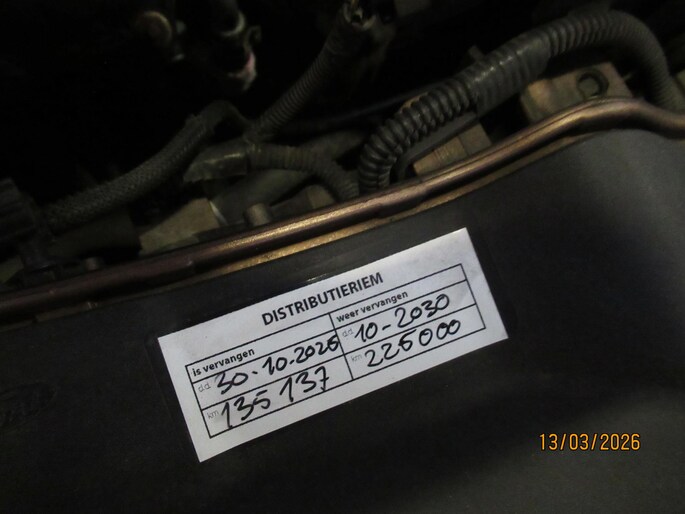 DISTRIBUTIERIEM
is vervangen weer vervangen
d.d. 30.10.2025 d.d. 10-2030
km 135 137 km 225000
13/03/2026